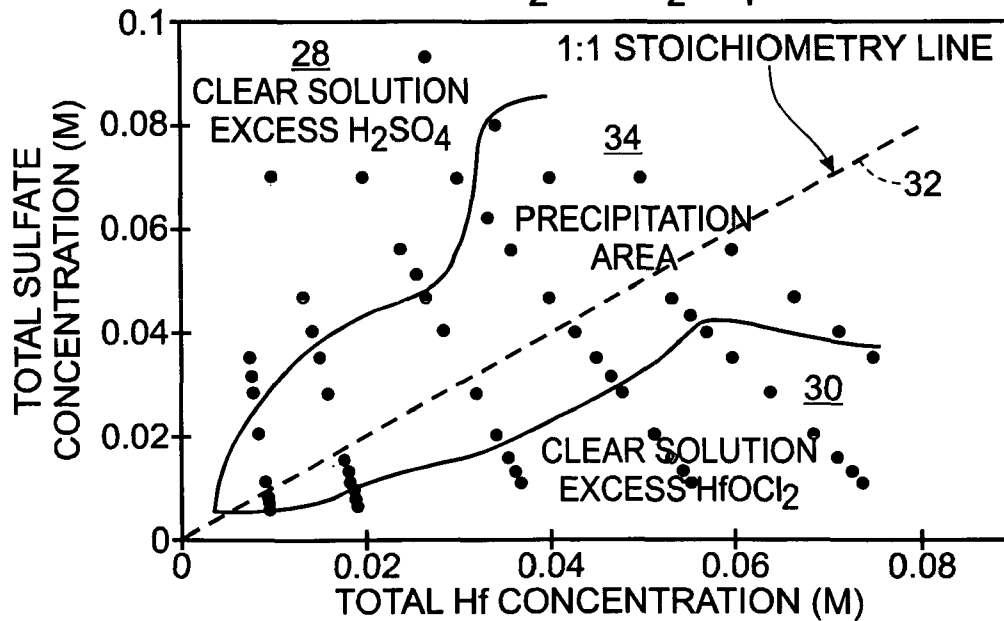 0.1
0.08
0.06
0.04
0.02
0
TOTAL SULFATE
CONCENTRATION (M)
28
CLEAR SOLUTION
EXCESS H₂SO₄
1:1 STOICHIOMETRY LINE
34
32
PRECIPITATION
AREA
30
CLEAR SOLUTION
EXCESS HfOCl₂
0
0.02
0.04
0.06
0.08
TOTAL Hf CONCENTRATION (M)